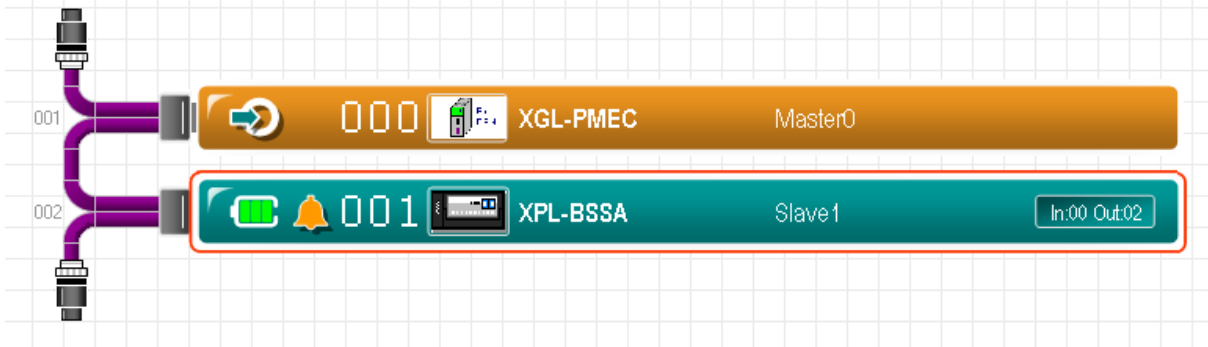 001 000 XGL-PMEC Master0
002 001 XPL-BSSA Slave1 In:00 Out:02